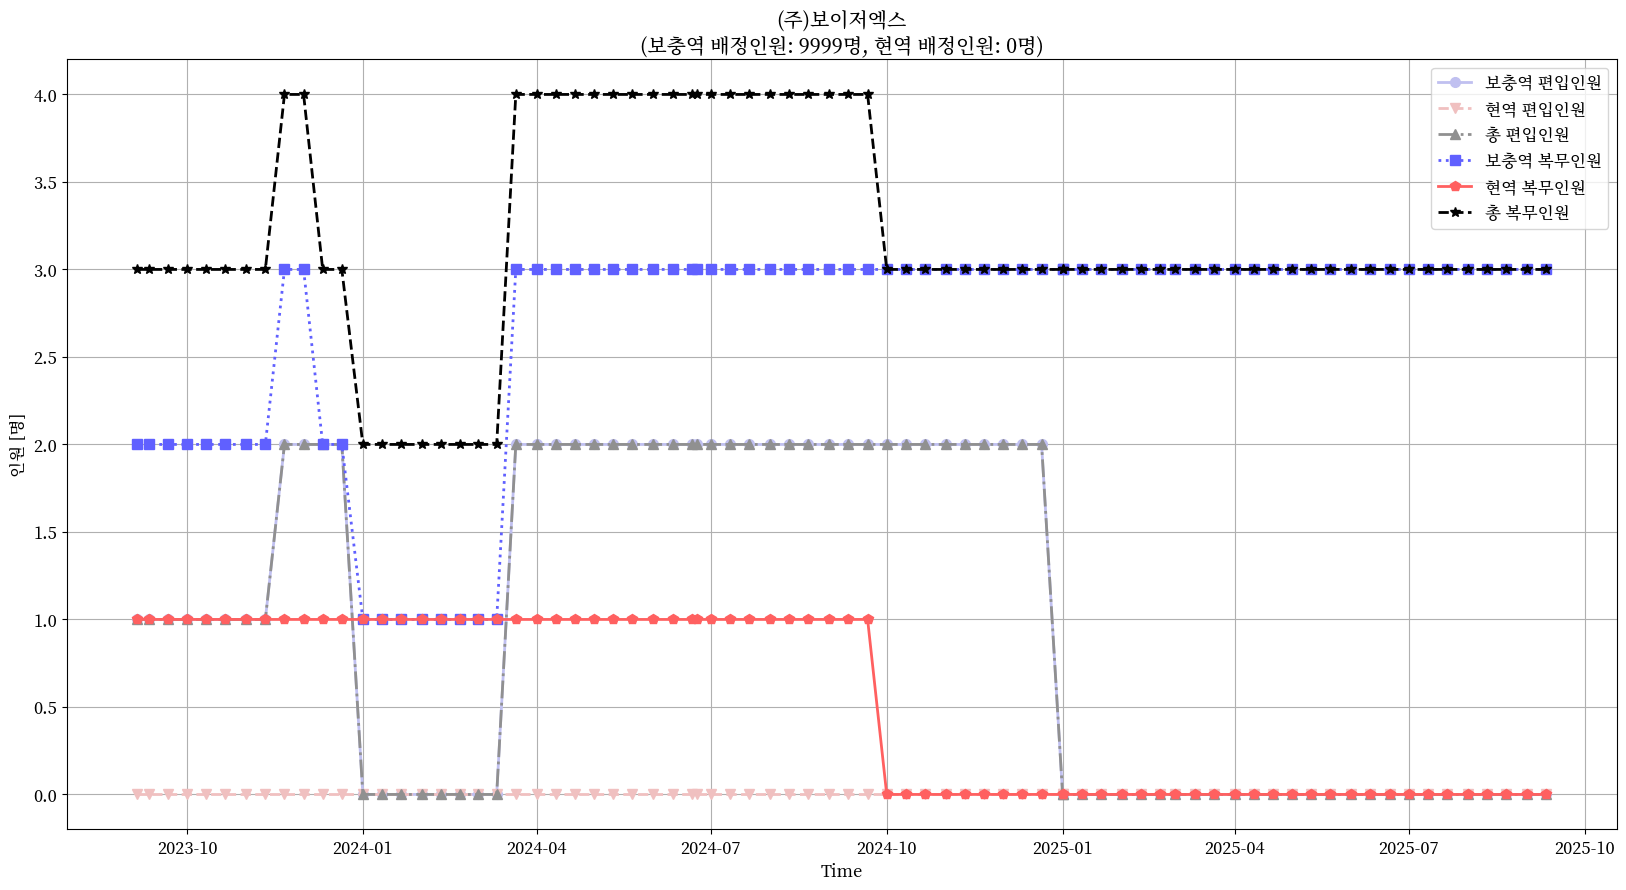 (주)보이저엑스
(보충역 배정인원: 9999명, 현역 배정인원: 0명)
보충역 편입인원
현역 편입인원
총 편입인원
보충역 복무인원
현역 복무인원
총 복무인원
인원 [명]
4.0
3.5
3.0
2.5
2.0
1.5
1.0
0.5
0.0
2023-10 2024-01 2024-04 2024-07 2024-10 2025-01 2025-04 2025-07 2025-10
Time